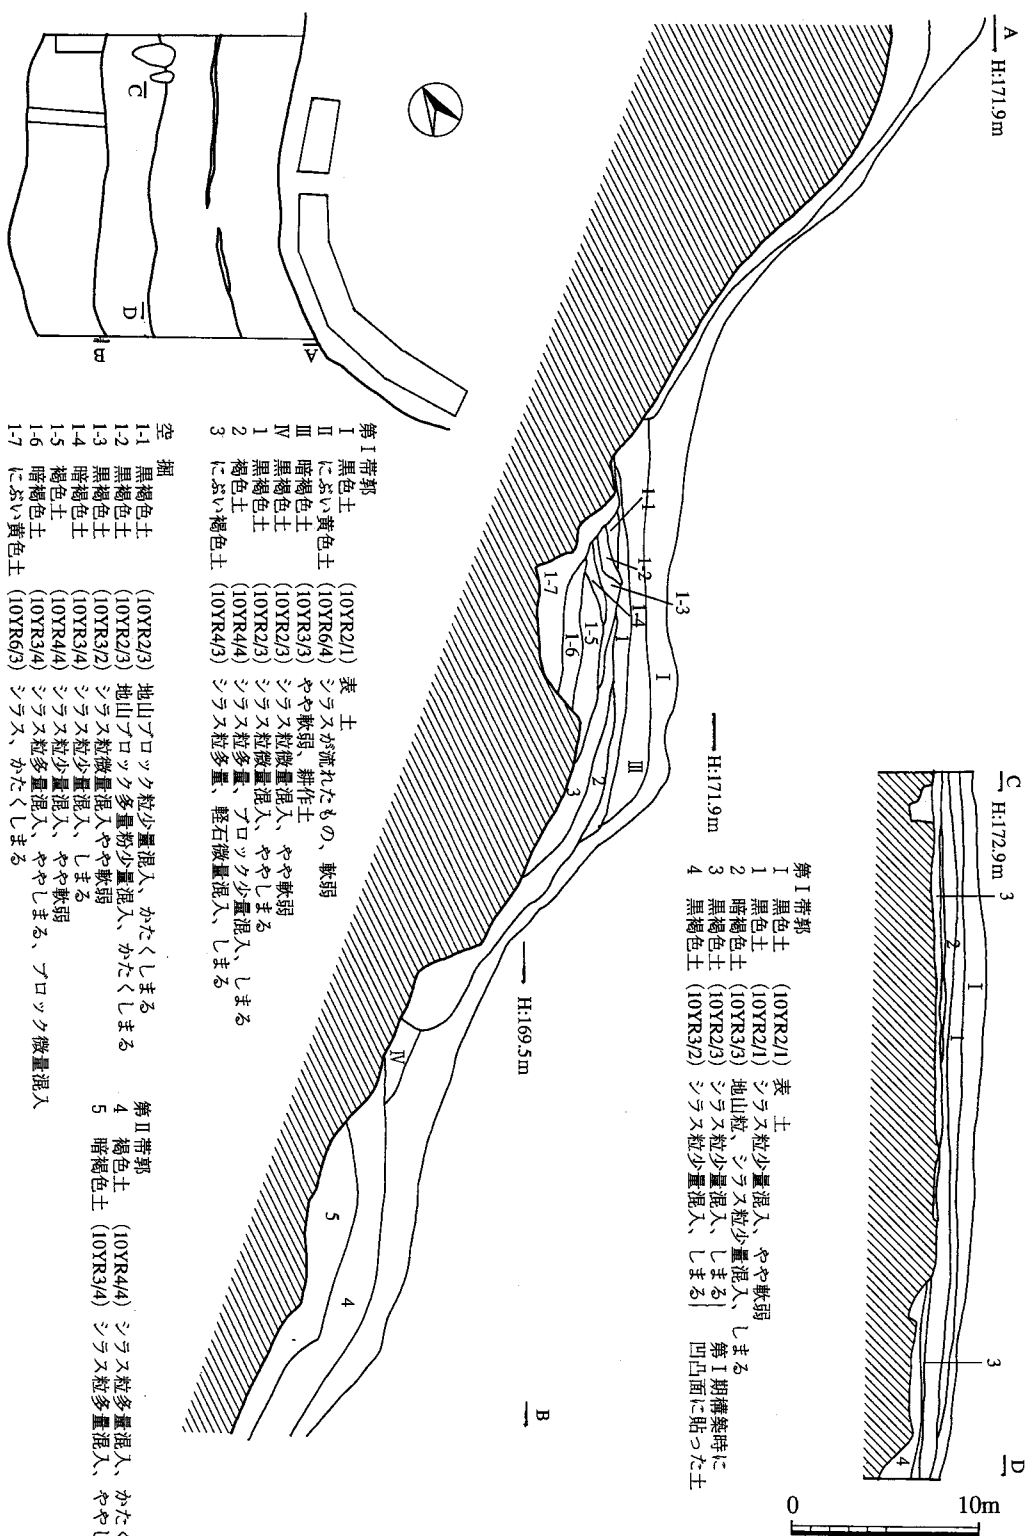 A
H:171.9m
C
D
A
B
1-1
1-2
1-3
1-4
1-5
1-6
1-7
1
2
3
I
III
IV
4
5
H:171.9m
H:169.5m
B
C
H:172.9m
D
3
2
I
1
3
4
0
10m
第Ⅰ帯郭
Ⅰ 黒色土 (10YR2/1) 表 土
Ⅱ にぶい黄色土 (10YR6/4) シラスが流れたもの、軟弱
Ⅲ 暗褐色土 (10YR3/3) やや軟弱、耕作土
Ⅳ 黒褐色土 (10YR2/3) シラス粒微量混入、やや軟弱
1 黒褐色土 (10YR2/3) シラス粒微量混入、ややしまる
2 褐色土 (10YR4/4) シラス粒多量、ブロック少量混入、しまる
3 にぶい褐色土 (10YR4/3) シラス粒多量、軽石微量混入、しまる
空 掘
1-1 黒褐色土 (10YR2/3) 地山ブロック粒少量混入、かたくしまる
1-2 黒褐色土 (10YR2/3) 地山ブロック多量粉少量混入、かたくしまる
1-3 黒褐色土 (10YR3/2) シラス粒微量混入やや軟弱
1-4 暗褐色土 (10YR3/4) シラス粒少量混入、しまる
1-5 褐色土 (10YR4/4) シラス粒少量混入、やや軟弱
1-6 暗褐色土 (10YR3/4) シラス粒多量混入、ややしまる、ブロック微量混入
1-7 にぶい黄色土 (10YR6/3) シラス、かたくしまる
第Ⅰ帯郭
Ⅰ 黒色土 (10YR2/1) 表 土
1 黒色土 (10YR2/1) シラス粒少量混入、やや軟弱
2 暗褐色土 (10YR3/3) 地山粒、シラス粒少量混入、しまる
3 黒褐色土 (10YR2/3) シラス粒少量混入、しまる
4 黒褐色土 (10YR3/2) シラス粒少量混入、しまる
第Ⅰ期構築時に
凹凸面に貼った土
第Ⅱ帯郭
4 褐色土 (10YR4/4) シラス粒多量混入、かた
5 暗褐色土 (10YR3/4) シラス粒多量混入、ややし